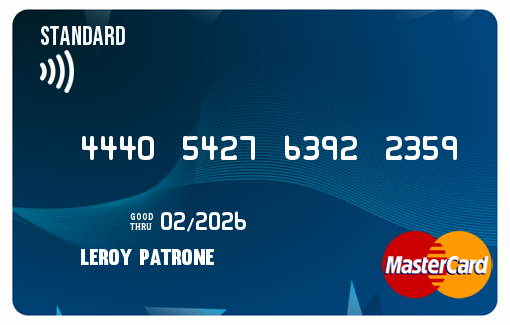 STANDARD
4440 5427 6392 2359
GOOD
THRU 02/2026
LEROY PATRONE
MasterCard